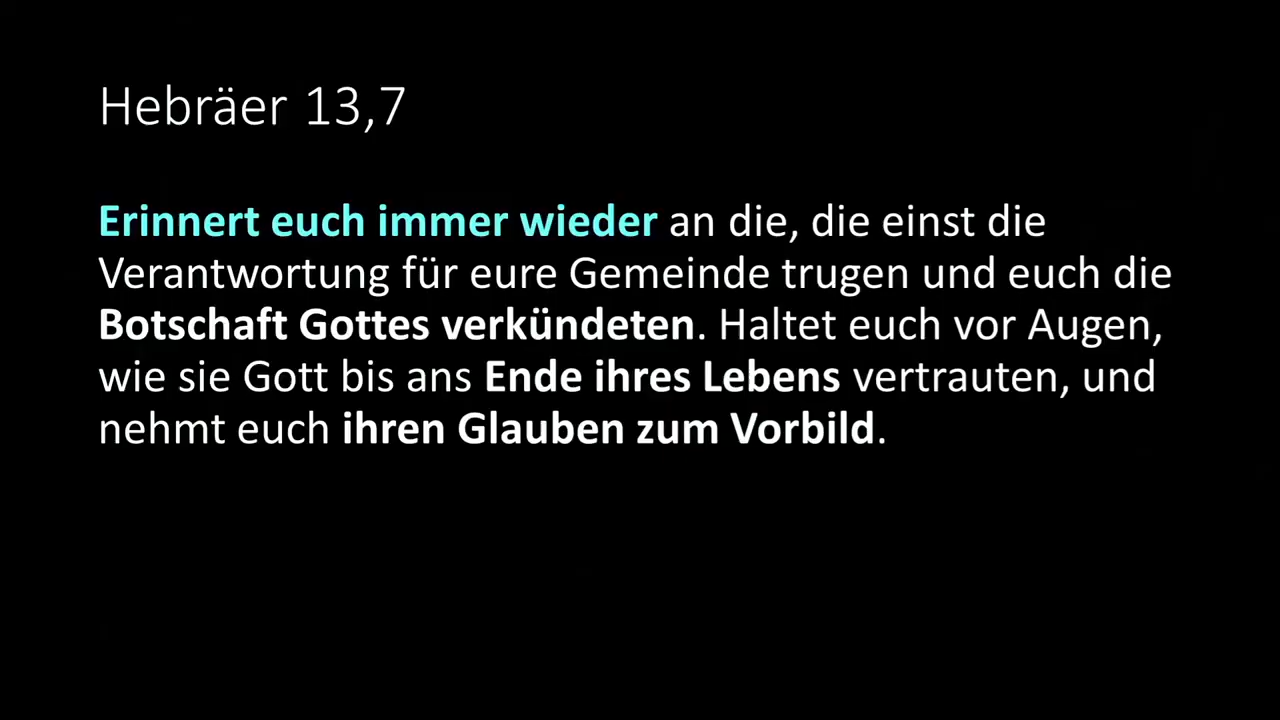 Hebräer 13,7
Erinnert euch immer wieder an die, die einst die
Verantwortung für eure Gemeinde trugen und euch die
Botschaft Gottes verkündeten. Haltet euch vor Augen,
wie sie Gott bis ans Ende ihres Lebens vertrauten, und
nehmt euch ihren Glauben zum Vorbild.